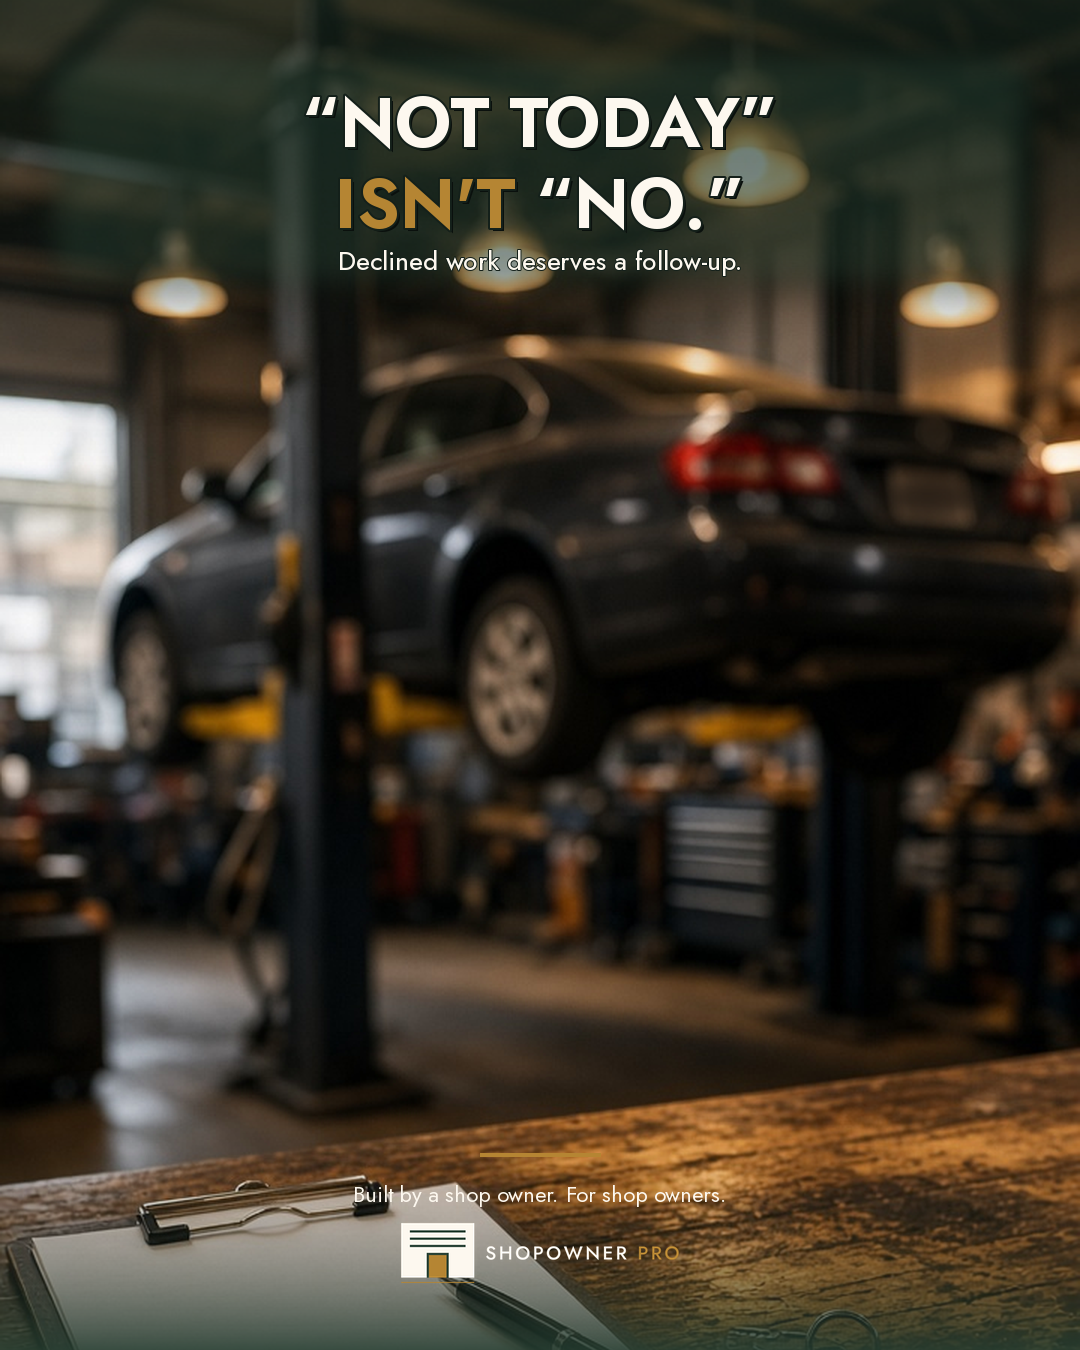 “NOT TODAY”
ISN'T “NO.”
Declined work deserves a follow-up.
Built by a shop owner. For shop owners.
SHOPOWNER PRO